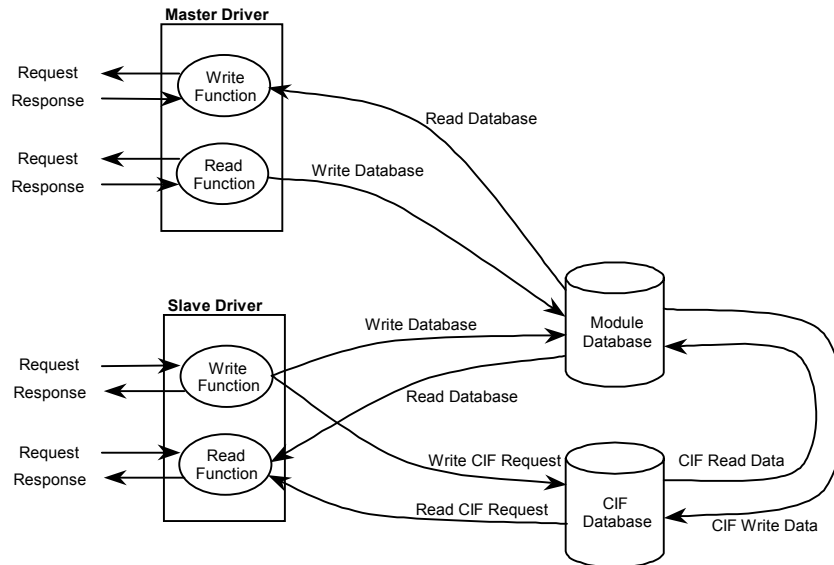 Master Driver
Request
Response
Write
Function
Read Database
Request
Response
Read
Function
Write Database
Slave Driver
Module
Database
Write Database
Request
Response
Write
Function
Read Database
Request
Response
Read
Function
Write CIF Request
CIF Read Data
Read CIF Request
CIF
Database
CIF Write Data